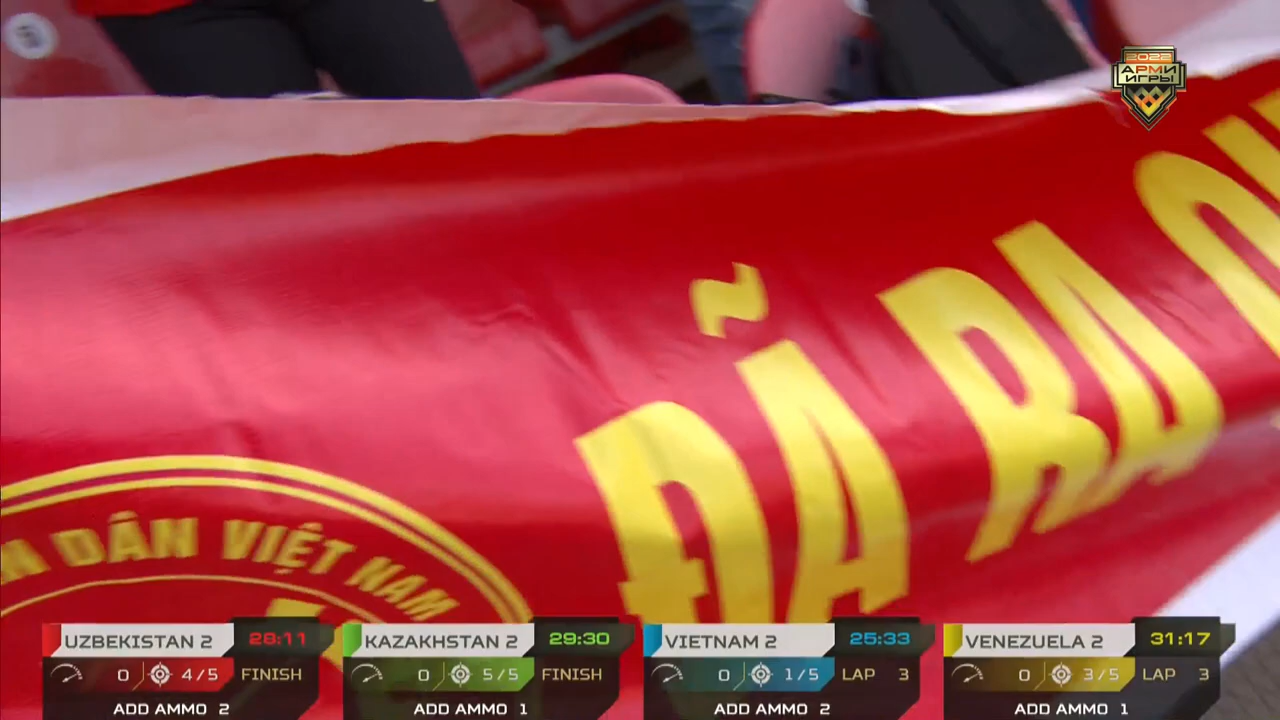 2022
АРМИ
ИГРЫ
ĐÃ RA
DÂN VIỆT NAM
UZBEKISTAN 2 28:11
0 4/5 FINISH
ADD AMMO 2
KAZAKHSTAN 2 29:30
0 5/5 FINISH
ADD AMMO 1
VIETNAM 2 25:33
0 1/5 LAP 3
ADD AMMO 2
VENEZUELA 2 31:17
0 3/5 LAP 3
ADD AMMO 1